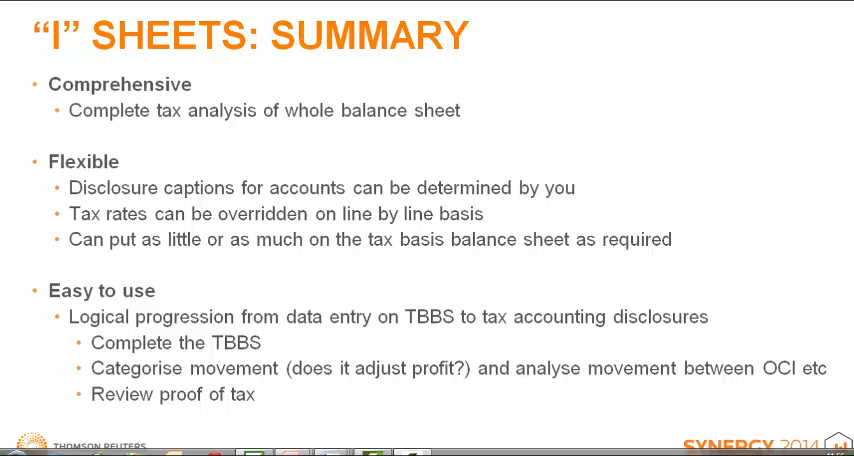 “I” SHEETS: SUMMARY
• Comprehensive
• Complete tax analysis of whole balance sheet
• Flexible
• Disclosure captions for accounts can be determined by you
• Tax rates can be overridden on line by line basis
• Can put as little or as much on the tax basis balance sheet as required
• Easy to use
• Logical progression from data entry on TBBS to tax accounting disclosures
• Complete the TBBS
• Categorise movement (does it adjust profit?) and analyse movement between OCI etc
• Review proof of tax
THOMSON REUTERS
SYNERGY 2014